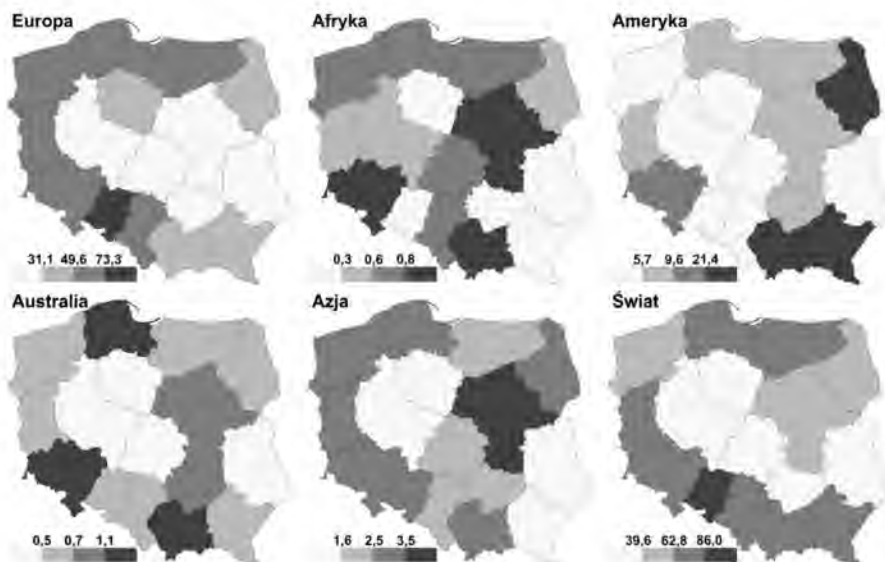 Europa
Afryka
Ameryka
31,1 49,6 73,3
0,3 0,6 0,8
5,7 9,6 21,4
Australia
Azja
Świat
0,5 0,7 1,1
1,6 2,5 3,5
39,6 62,8 86,0